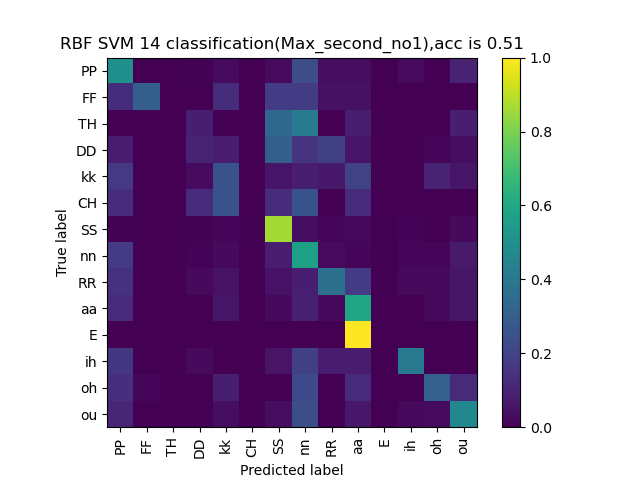 RBF SVM 14 classification(Max_second_no1),acc is 0.51
True label
PP
FF
TH
DD
kk
CH
SS
nn
RR
aa
E
ih
oh
ou
PP FF TH DD kk CH SS nn RR aa E ih oh ou
Predicted label
1.0
0.8
0.6
0.4
0.2
0.0